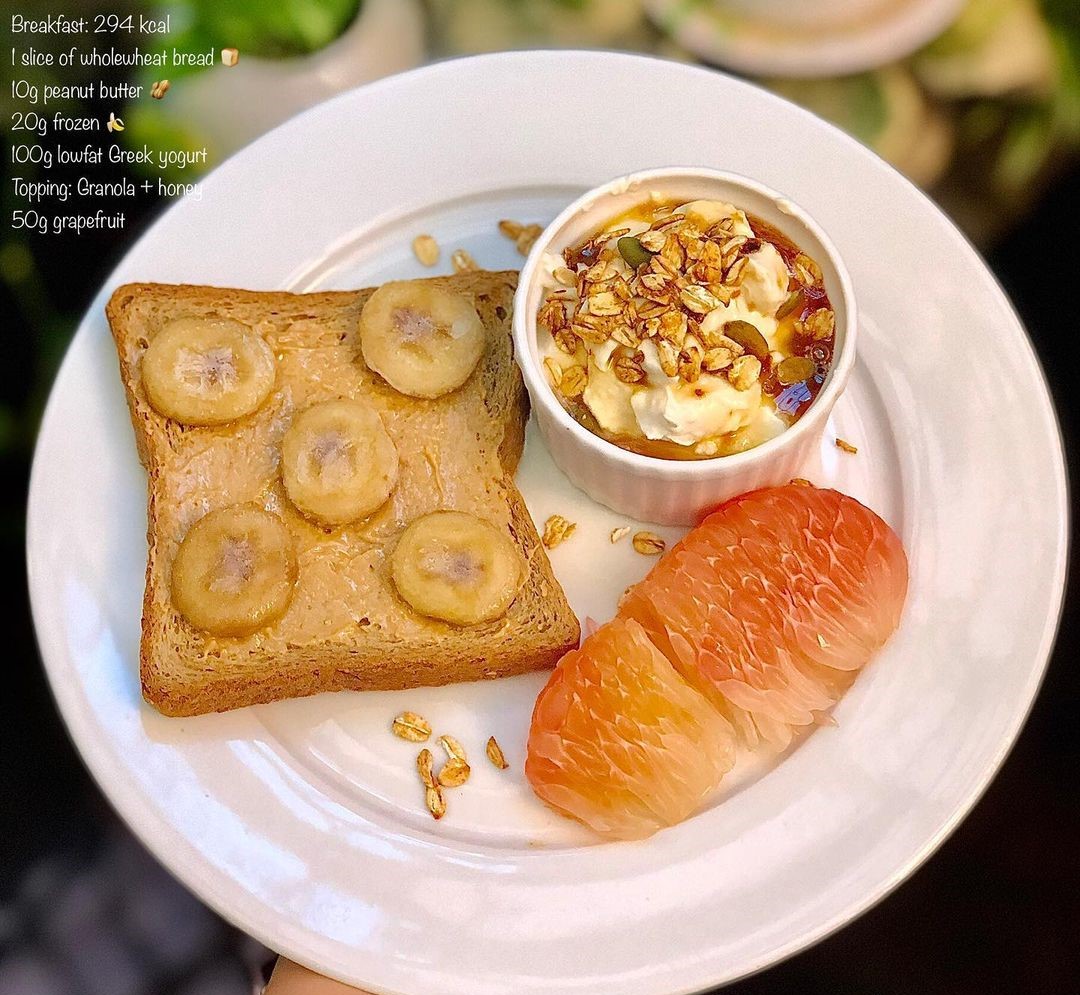 Breakfast: 294 kcal
1 slice of wholewheat bread 🍞
10g peanut butter 🥜
20g frozen 🍌
100g lowfat Greek yogurt
Topping: Granola + honey
50g grapefruit